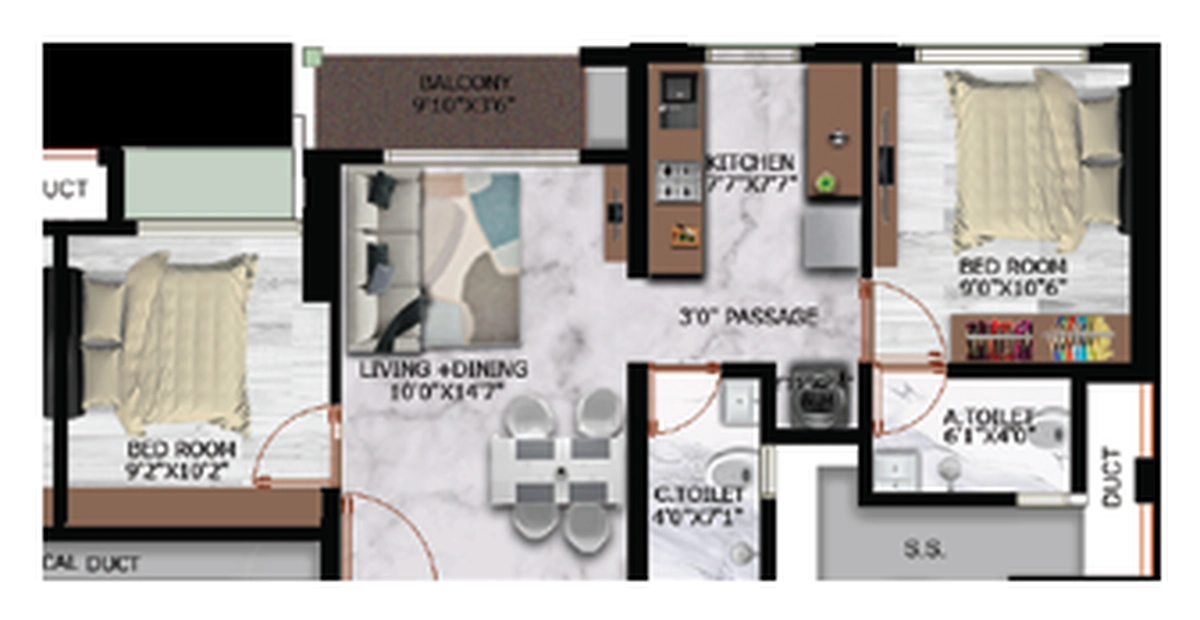 BALCONY
9'10"X3'6"
UCT
KITCHEN
7'7"X7'7"
BED ROOM
9'0"X10'6"
3'0" PASSAGE
LIVING +DINING
10'0"X14'7"
BED ROOM
9'2"X10'2"
A.TOILET
6'1"X4'0"
C.TOILET
4'0"X7'1"
DUCT
S.S.
CAL DUCT